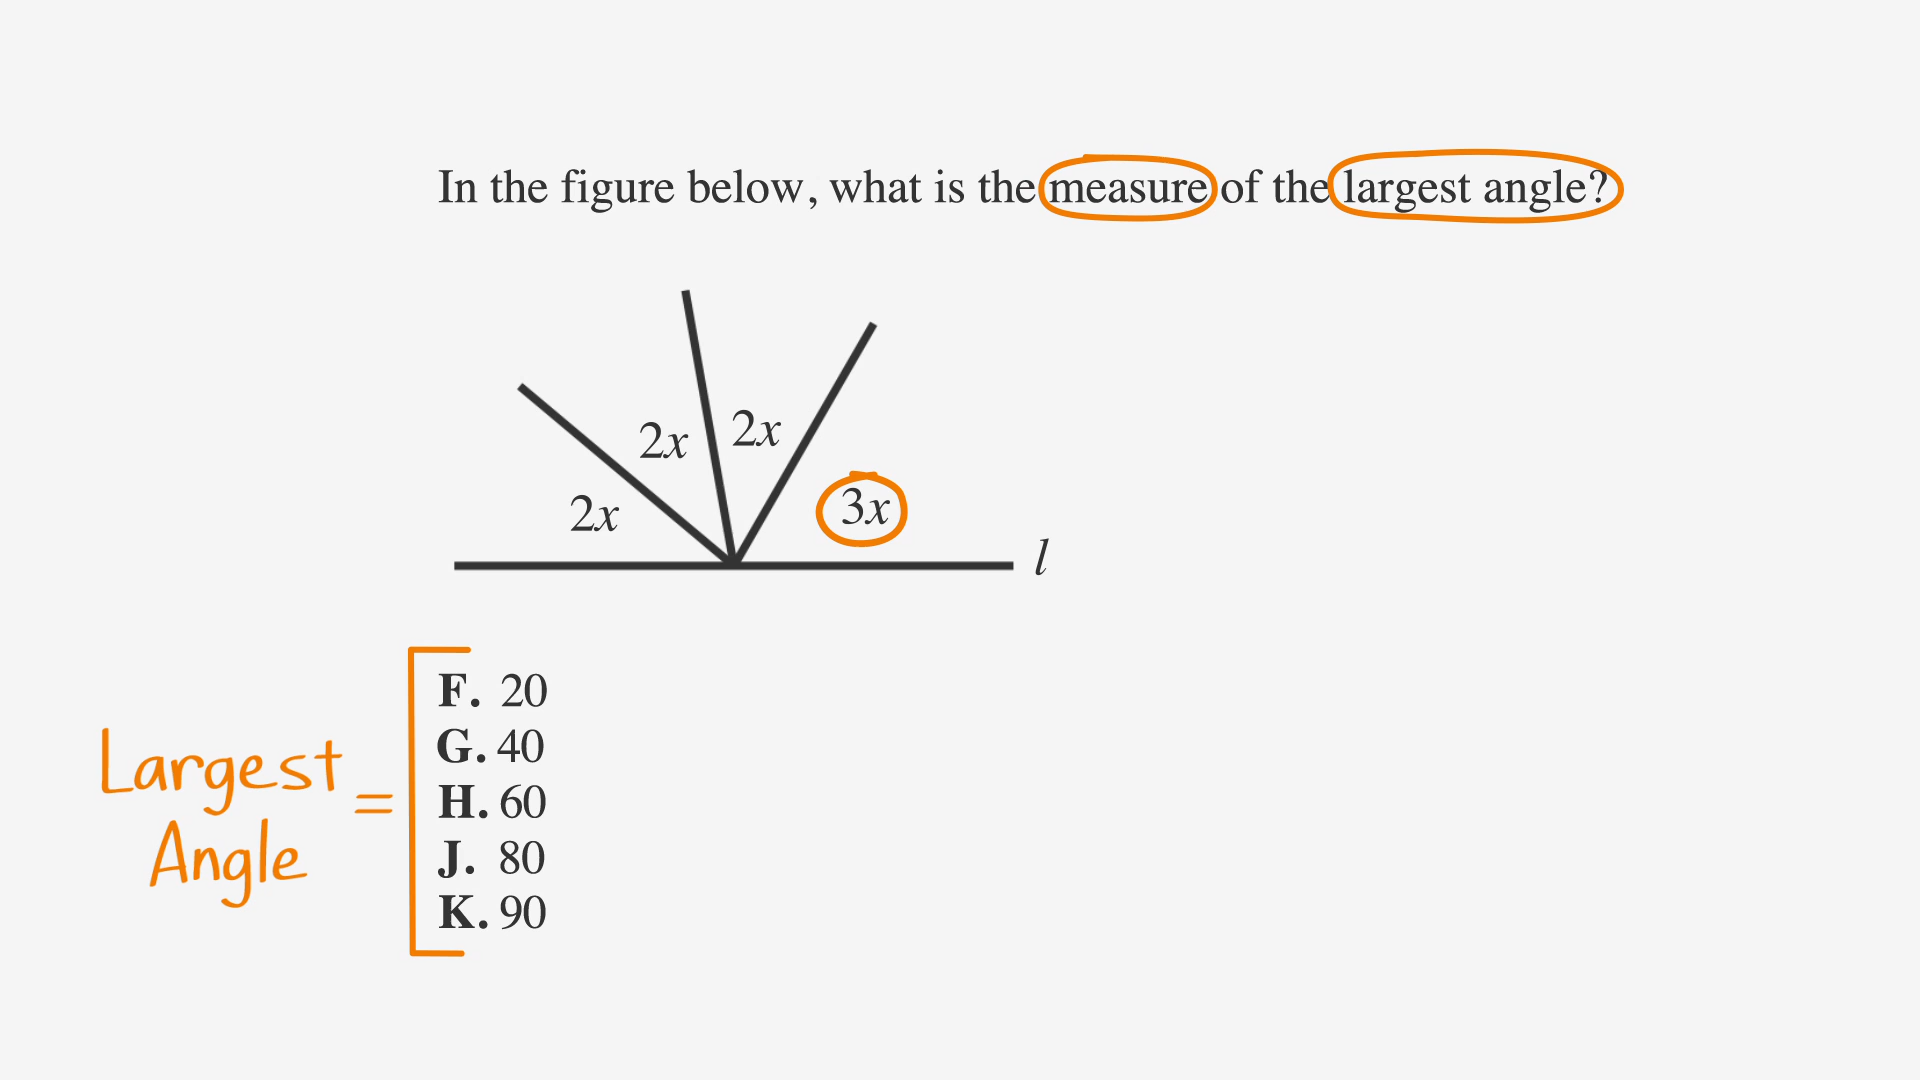 In the figure below, what is the measure of the largest angle?
2x
2x
2x
3x
l
Largest
Angle
=
F. 20
G. 40
H. 60
J. 80
K. 90